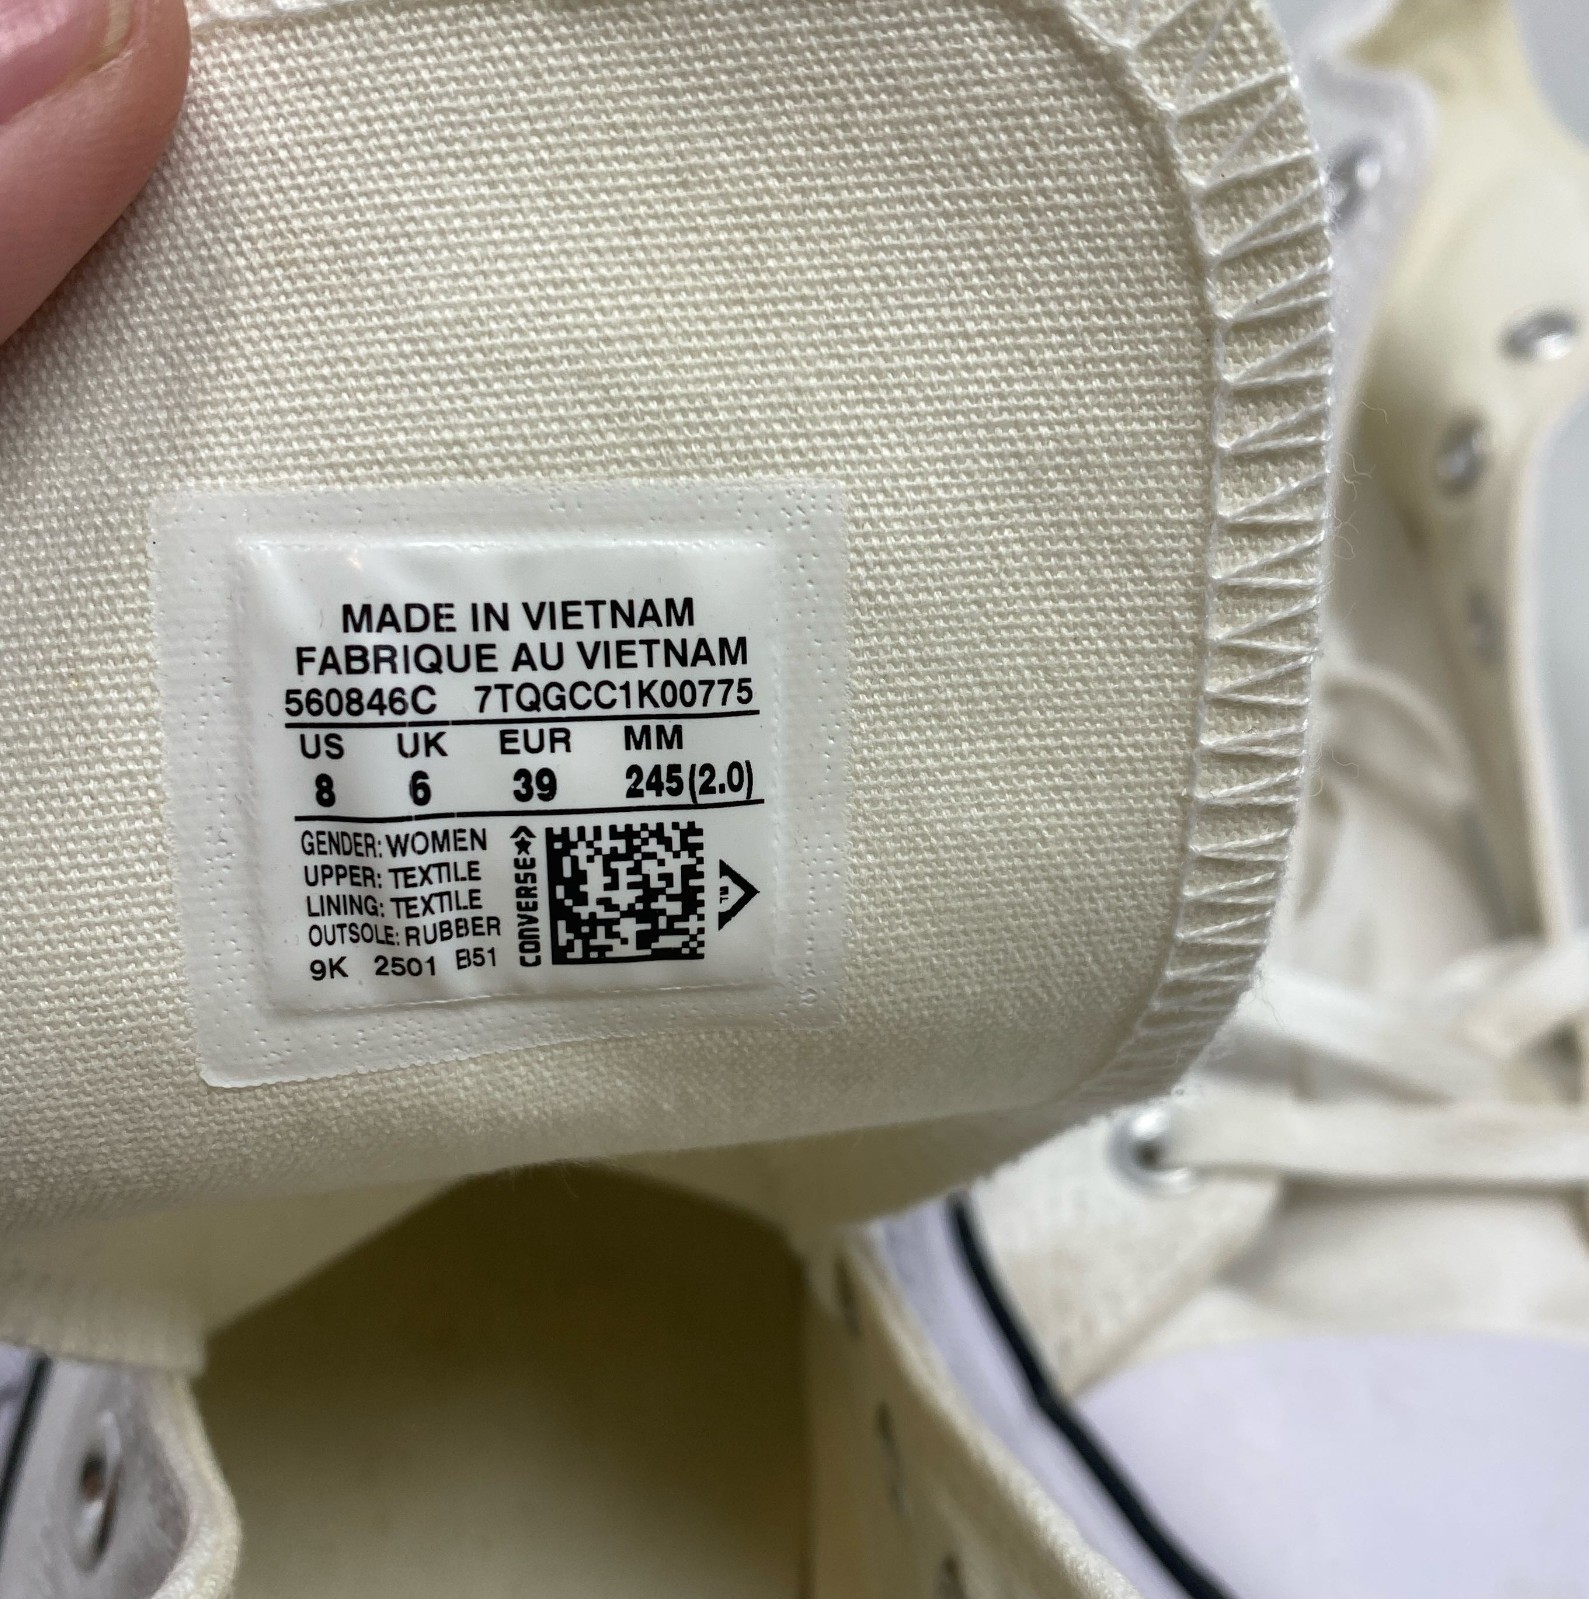 MADE IN VIETNAM
FABRIQUE AU VIETNAM
560846C 7TQGCC1K00775
US UK EUR MM
8 6 39 245(2.0)
GENDER: WOMEN
UPPER: TEXTILE
LINING: TEXTILE
OUTSOLE: RUBBER
9K 2501 B51
CONVERSE